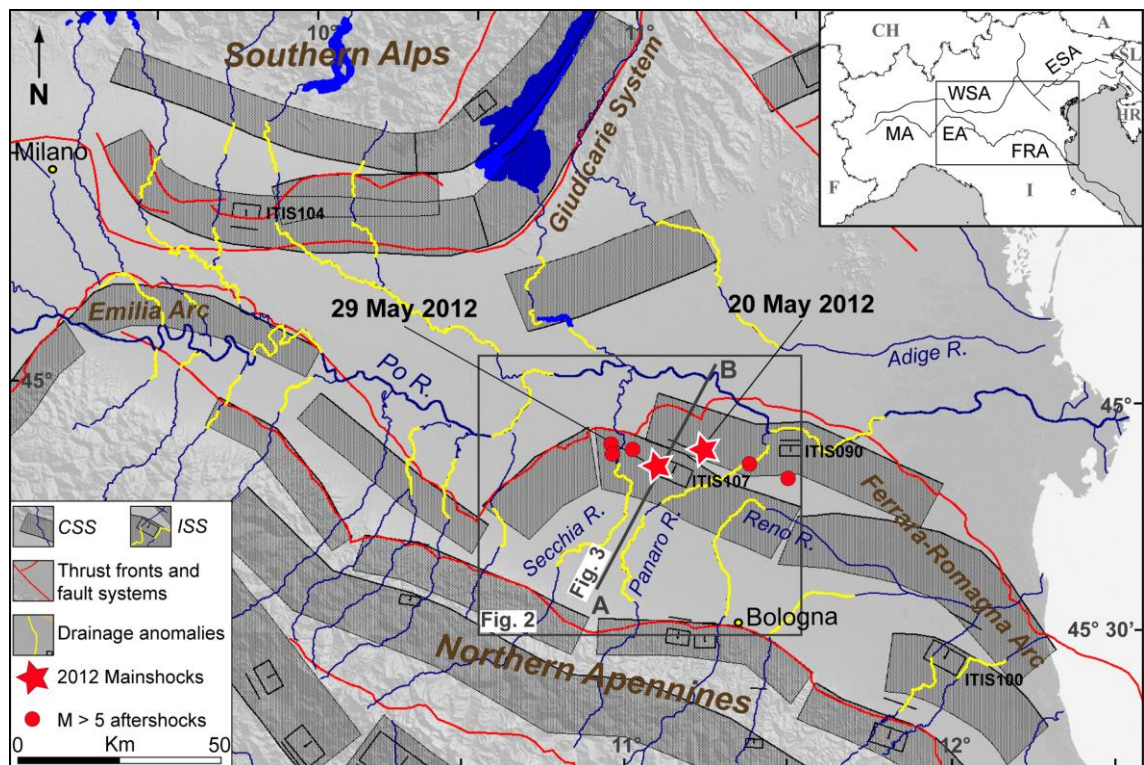 10°
11°
Southern Alps
N
Milano
Giudicarie System
ITIS104
CH
A
SL
ESA
WSA
HR
MA
EA
FRA
F
I
Emilia Arc
29 May 2012
20 May 2012
Adige R.
45°
Po R.
B
45°
ITIS090
ITIS107
Secchia R.
Panaro R.
Reno R.
Ferrara-Romagna Arc
Fig. 3
A
Fig. 2
Bologna
45° 30'
Northern Apennines
ITIS100
11°
12°
CSS
ISS
Thrust fronts and
fault systems
Drainage anomalies
2012 Mainshocks
M > 5 aftershocks
0 Km 50